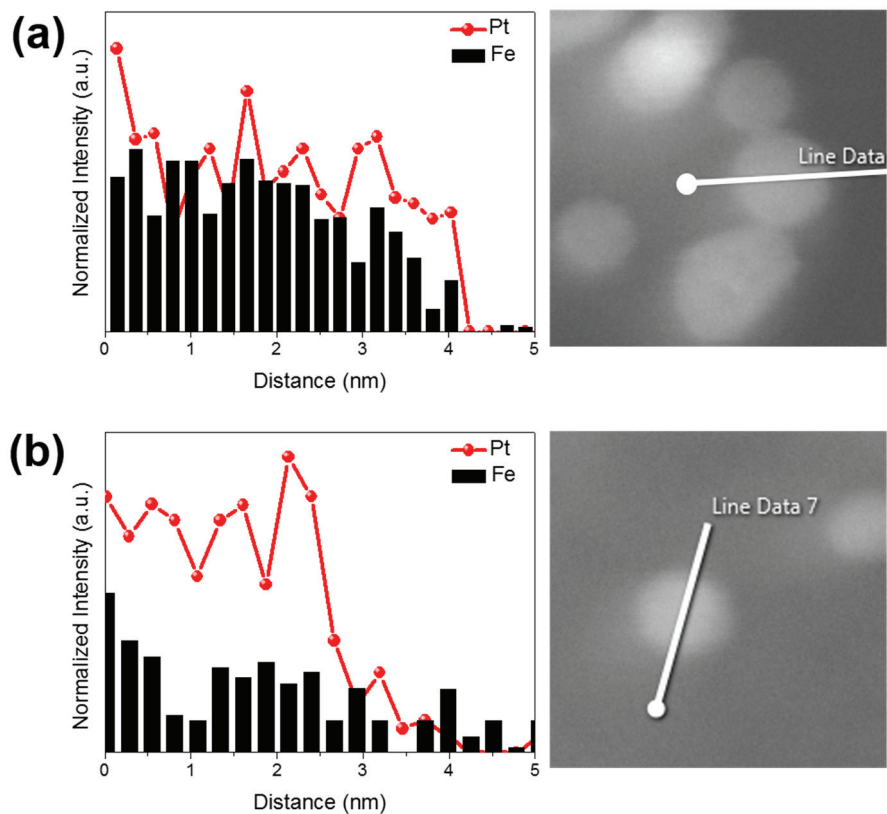 (a)
Normalized Intensity (a.u.)
Pt
Fe
0 1 2 3 4 5
Distance (nm)
Line Data
(b)
Normalized Intensity (a.u.)
Pt
Fe
0 1 2 3 4 5
Distance (nm)
Line Data 7